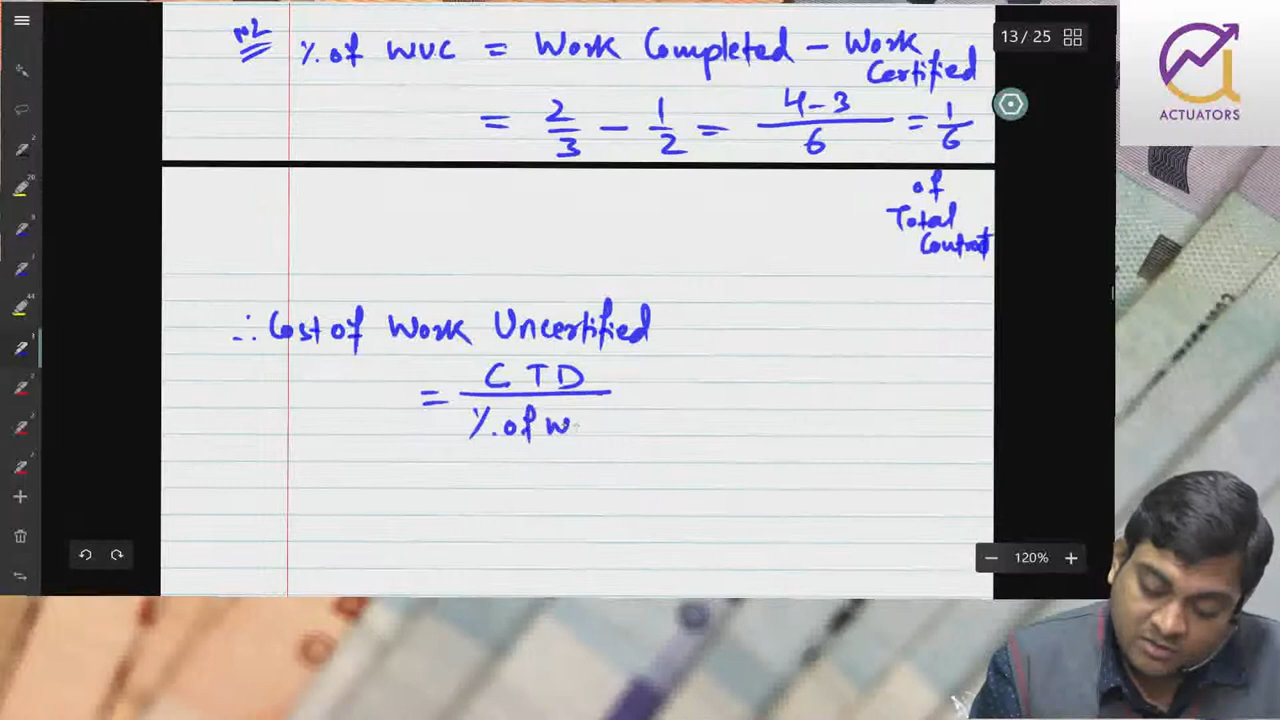 % of WUC = Work Completed - Work Certified
= 2/3 - 1/2 = 4-3/6 = 1/6
of Total Contract
∴ Cost of Work Uncertified
= C T D
% of W
13 / 25
ACTUATORS
120%